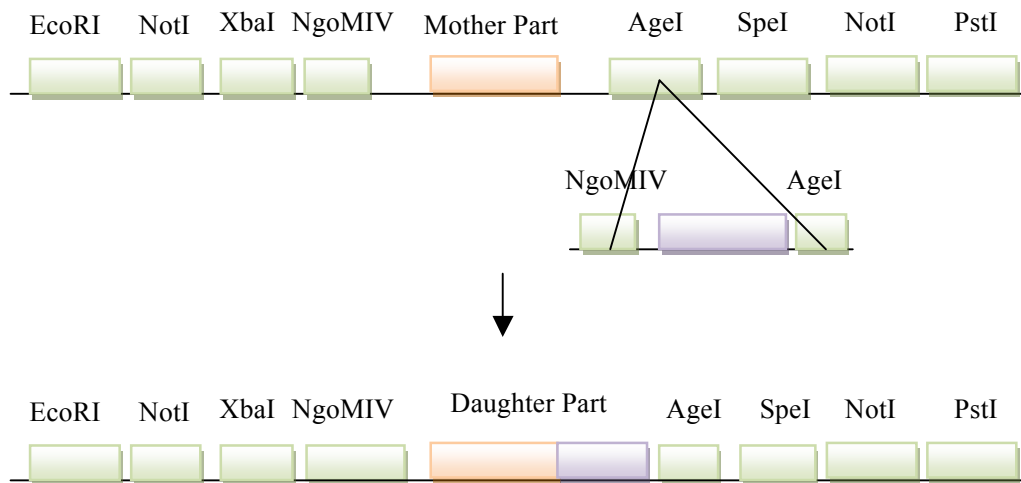 EcoRI NotI XbaI NgoMIV Mother Part AgeI SpeI NotI PstI
NgoMIV AgeI
EcoRI NotI XbaI NgoMIV Daughter Part AgeI SpeI NotI PstI